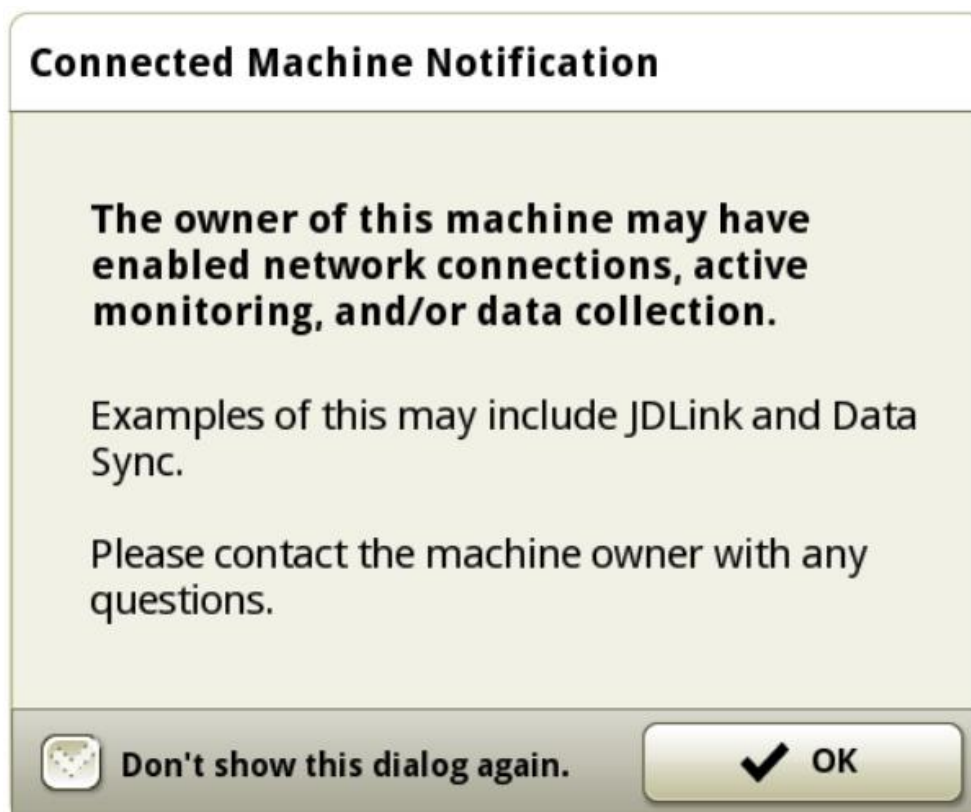 Connected Machine Notification
The owner of this machine may have
enabled network connections, active
monitoring, and/or data collection.
Examples of this may include JDLink and Data
Sync.
Please contact the machine owner with any
questions.
Don't show this dialog again.
OK